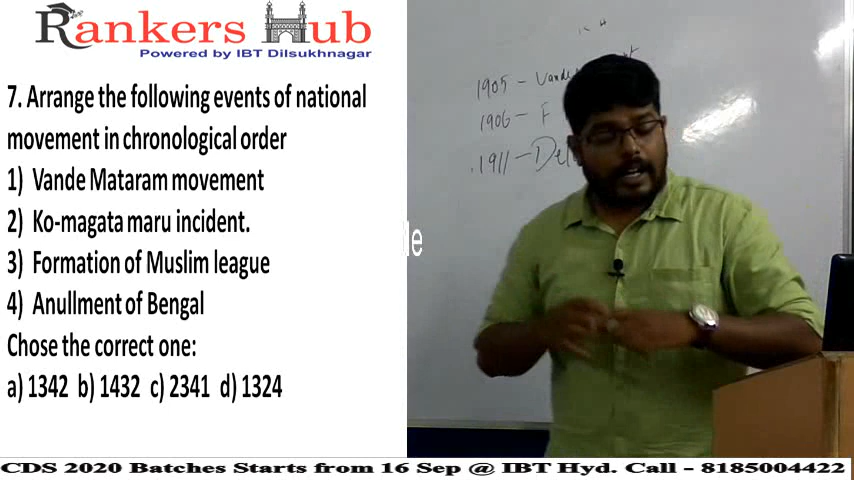 Rankers Hub
Powered by IBT Dilsukhnagar
7. Arrange the following events of national
movement in chronological order
1) Vande Mataram movement
2) Ko-magata maru incident.
3) Formation of Muslim league
4) Anullment of Bengal
Chose the correct one:
a) 1342 b) 1432 c) 2341 d) 1324
1905 -
1906 -
1911 -
CDS 2020 Batches Starts from 16 Sep @ IBT Hyd. Call - 8185004422